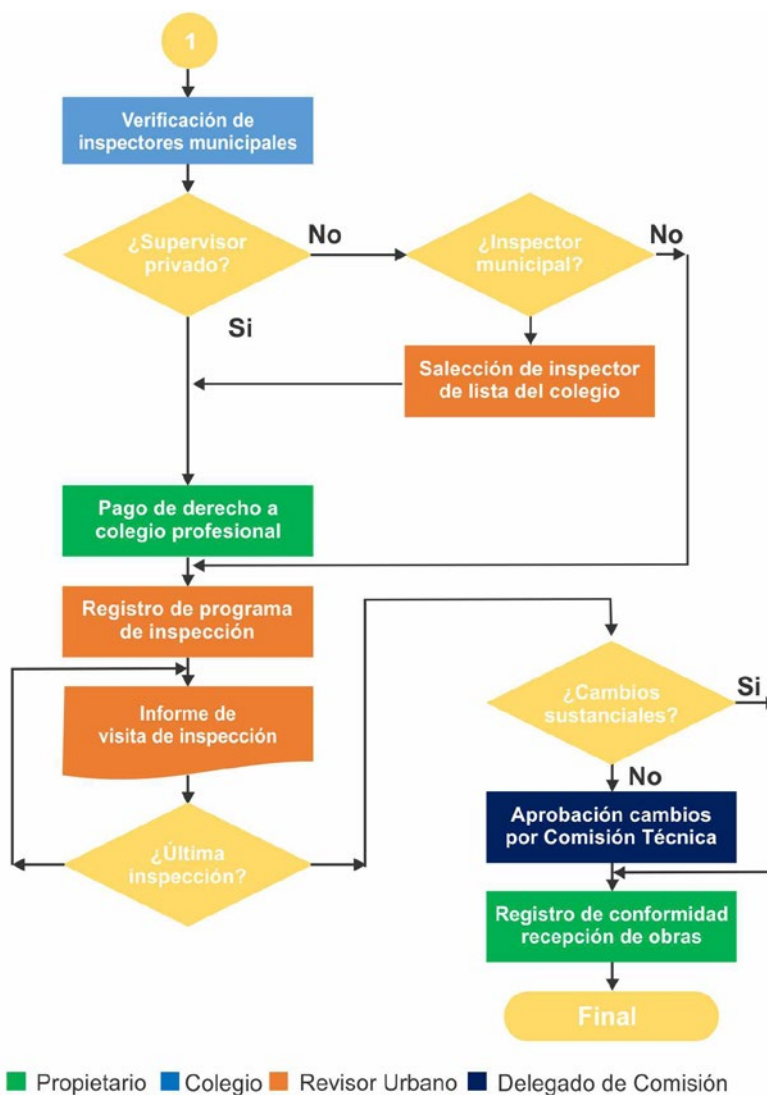 1
Verificación de
inspectores municipales
¿Supervisor
privado?
No
¿Inspector
municipal?
No
Si
Salección de inspector
de lista del colegio
Pago de derecho a
colegio profesional
Registro de programa
de inspección
Informe de
visita de inspección
¿Última
inspección?
¿Cambios
sustanciales?
Si
No
Aprobación cambios
por Comisión Técnica
Registro de conformidad
recepción de obras
Final
Propietario Colegio Revisor Urbano Delegado de Comisión